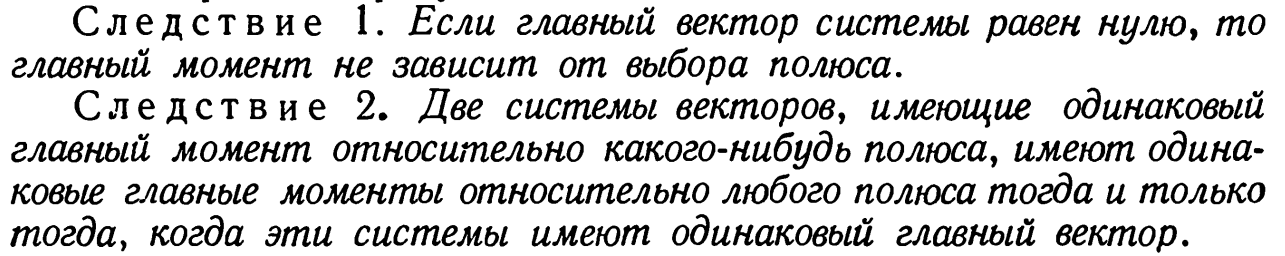 Следствие 1. Если главный вектор системы равен нулю, то
главный момент не зависит от выбора полюса.
Следствие 2. Две системы векторов, имеющие одинаковый
главный момент относительно какого-нибудь полюса, имеют одина-
ковые главные моменты относительно любого полюса тогда и только
тогда, когда эти системы имеют одинаковый главный вектор.